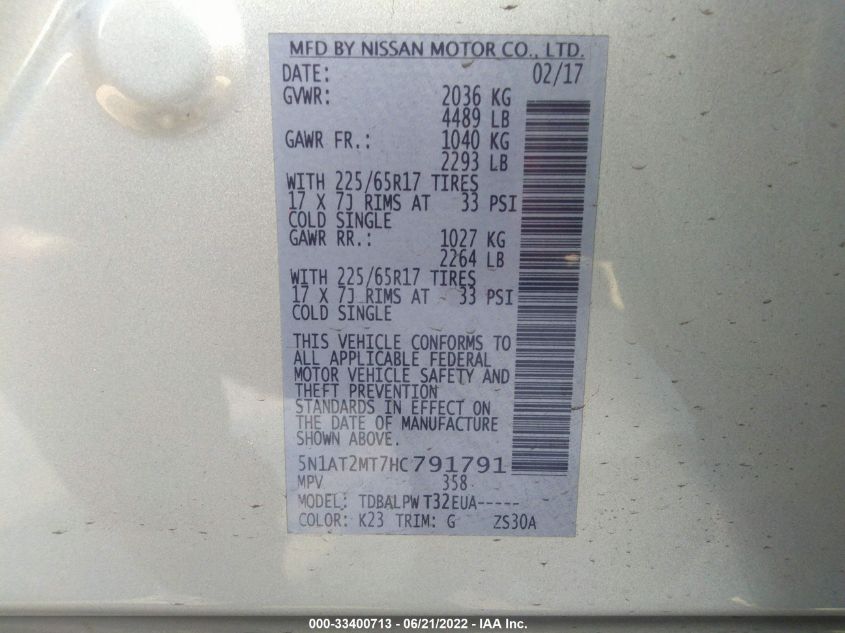 MFD BY NISSAN MOTOR CO., LTD.
DATE: 02/17
GVWR: 2036 KG
4489 LB
GAWR FR.: 1040 KG
2293 LB
WITH 225/65R17 TIRES
17 X 7J RIMS AT 33 PSI
COLD SINGLE
GAWR RR.: 1027 KG
2264 LB
WITH 225/65R17 TIRES
17 X 7J RIMS AT 33 PSI
COLD SINGLE
THIS VEHICLE CONFORMS TO
ALL APPLICABLE FEDERAL
MOTOR VEHICLE SAFETY AND
THEFT PREVENTION
STANDARDS IN EFFECT ON
THE DATE OF MANUFACTURE
SHOWN ABOVE.
5N1AT2MT7HC791791
MPV 358
MODEL: TDBALPW T32EUA-----
COLOR: K23 TRIM: G ZS30A
000-33400713 - 06/21/2022 - IAA Inc.